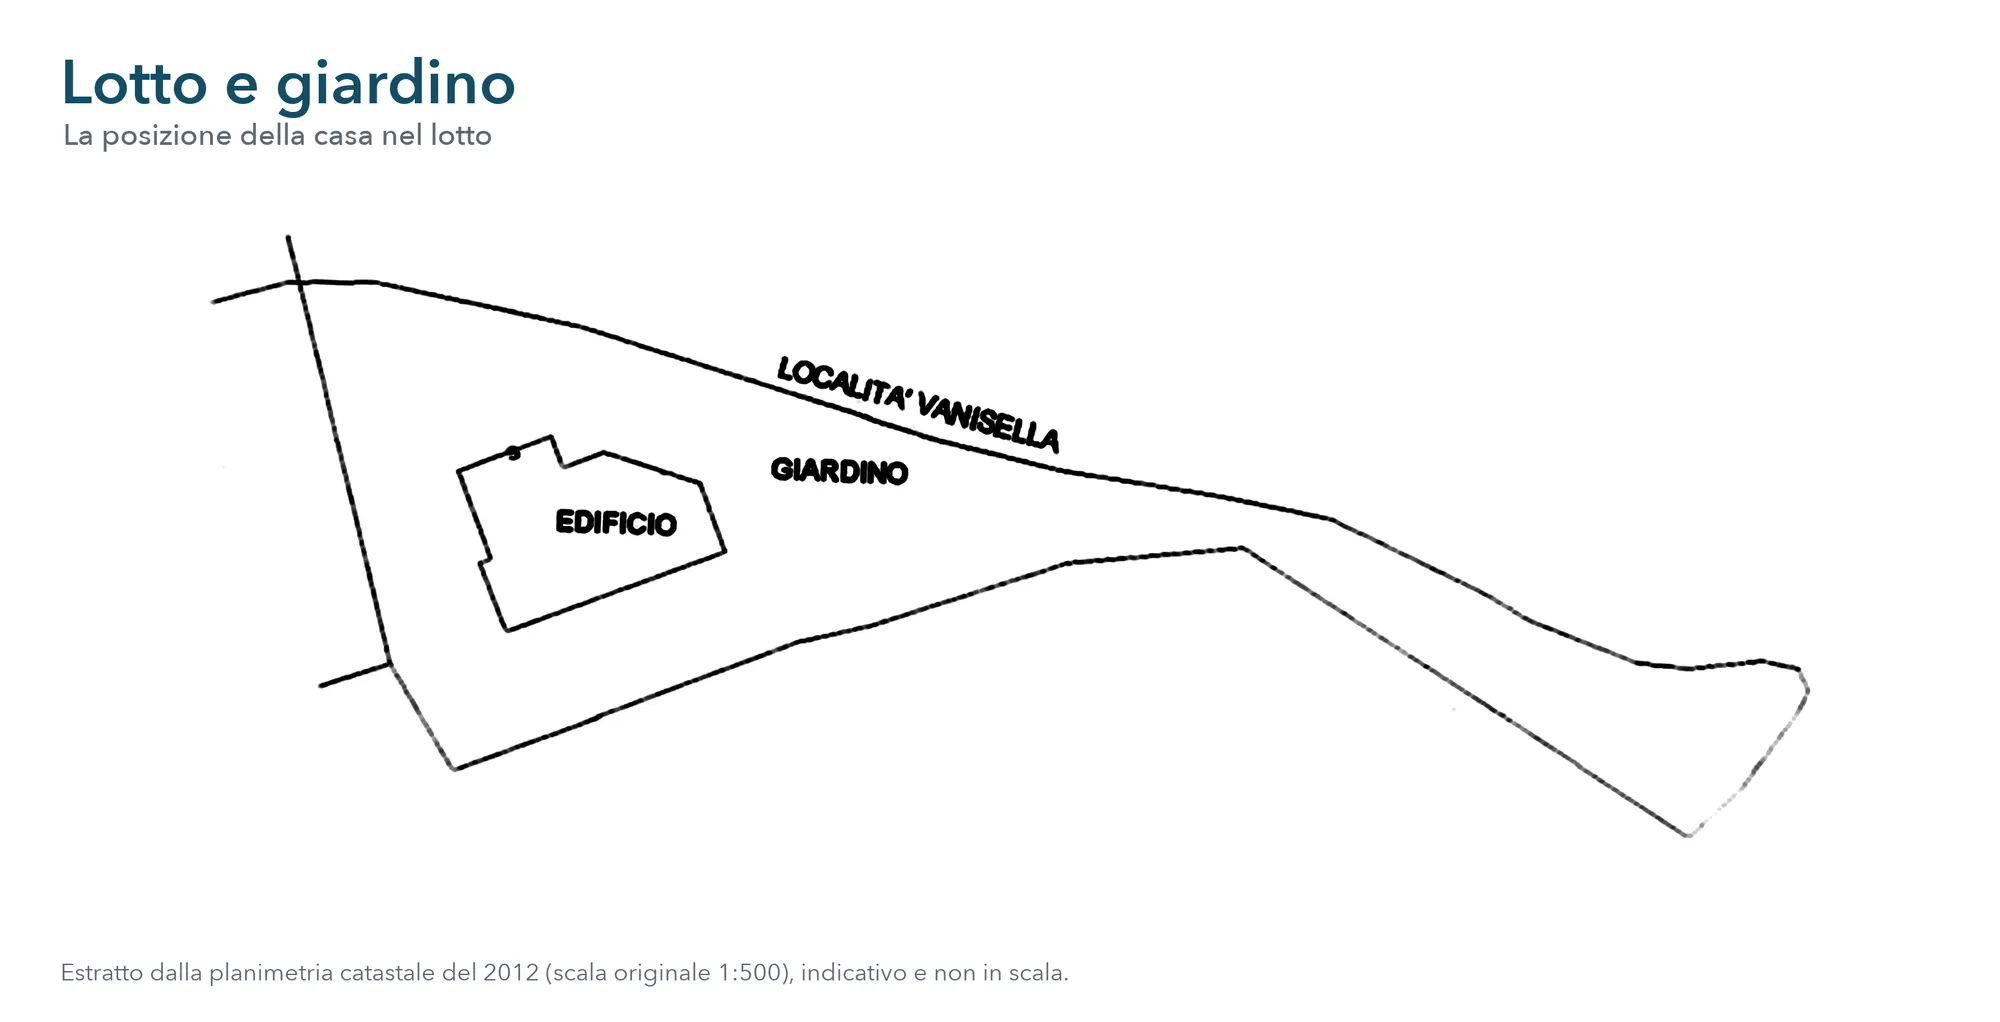 Lotto e giardino
La posizione della casa nel lotto
LOCALITA' VANISELLA
GIARDINO
EDIFICIO
Estratto dalla planimetria catastale del 2012 (scala originale 1:500), indicativo e non in scala.